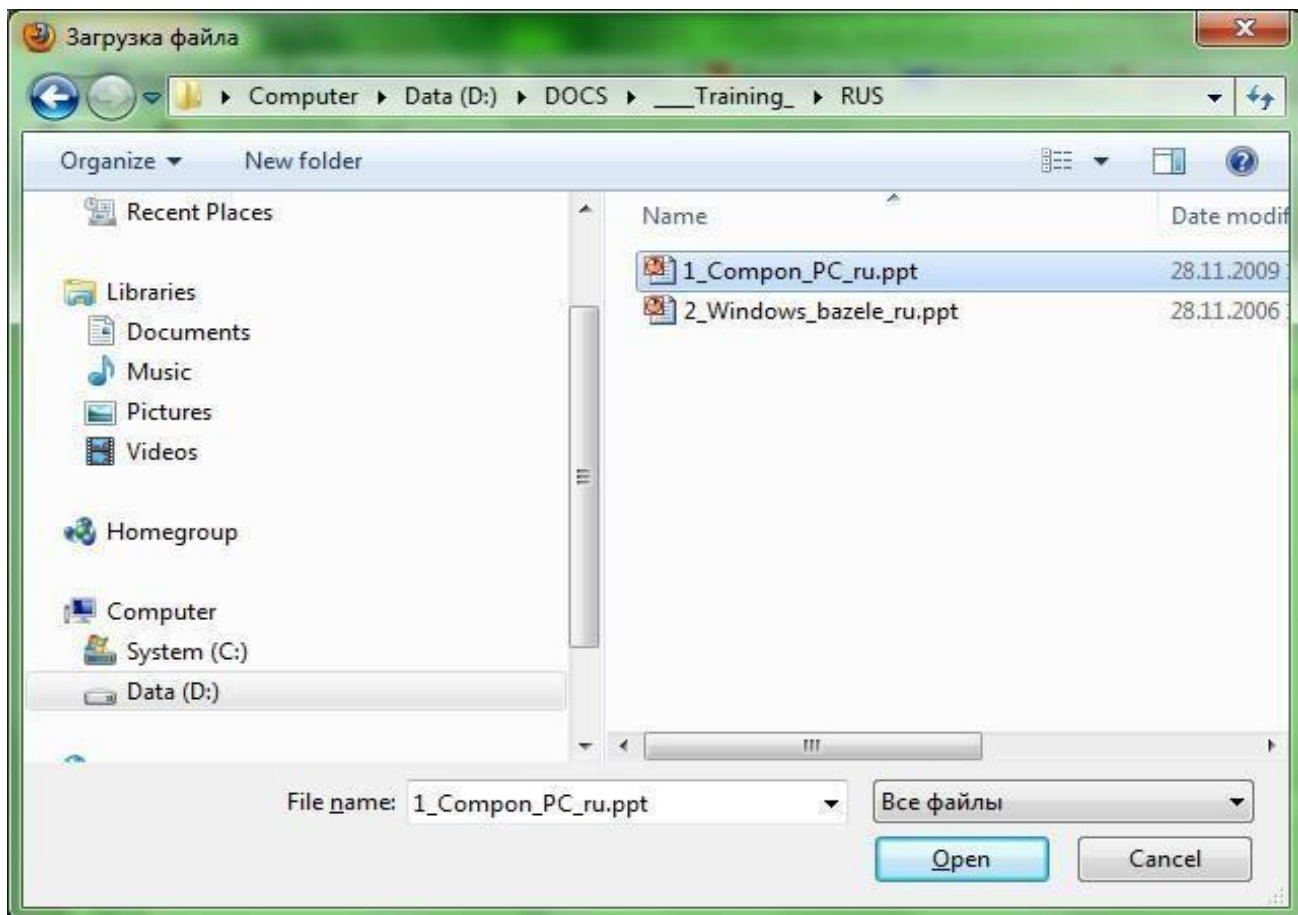 Загрузка файла
Computer Data (D:) DOCS ___Training_ RUS
Organize New folder
Recent Places
Libraries
Documents
Music
Pictures
Videos
Homegroup
Computer
System (C:)
Data (D:)
Name Date modif
1_Compon_PC_ru.ppt 28.11.2009
2_Windows_bazele_ru.ppt 28.11.2006
File name: 1_Compon_PC_ru.ppt Все файлы
Open Cancel